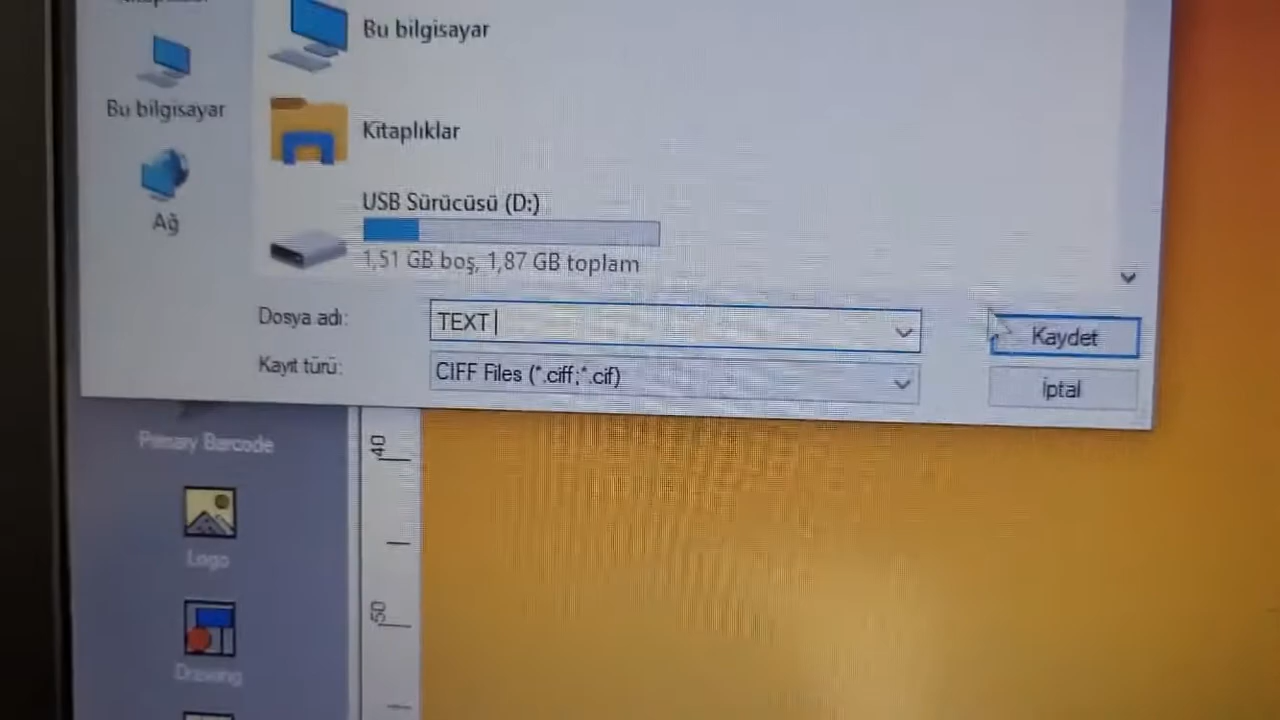 Bu bilgisayar
Bu bilgisayar
Kitaplıklar
Ağ
USB Sürücüsü (D:)
1,51 GB boş, 1,87 GB toplam
Dosya adı:
TEXT
Kaydet
Kayıt türü:
CIFF Files (*.ciff;*.cif)
İptal
Primary Barcode
40
Logo
50
Drawing